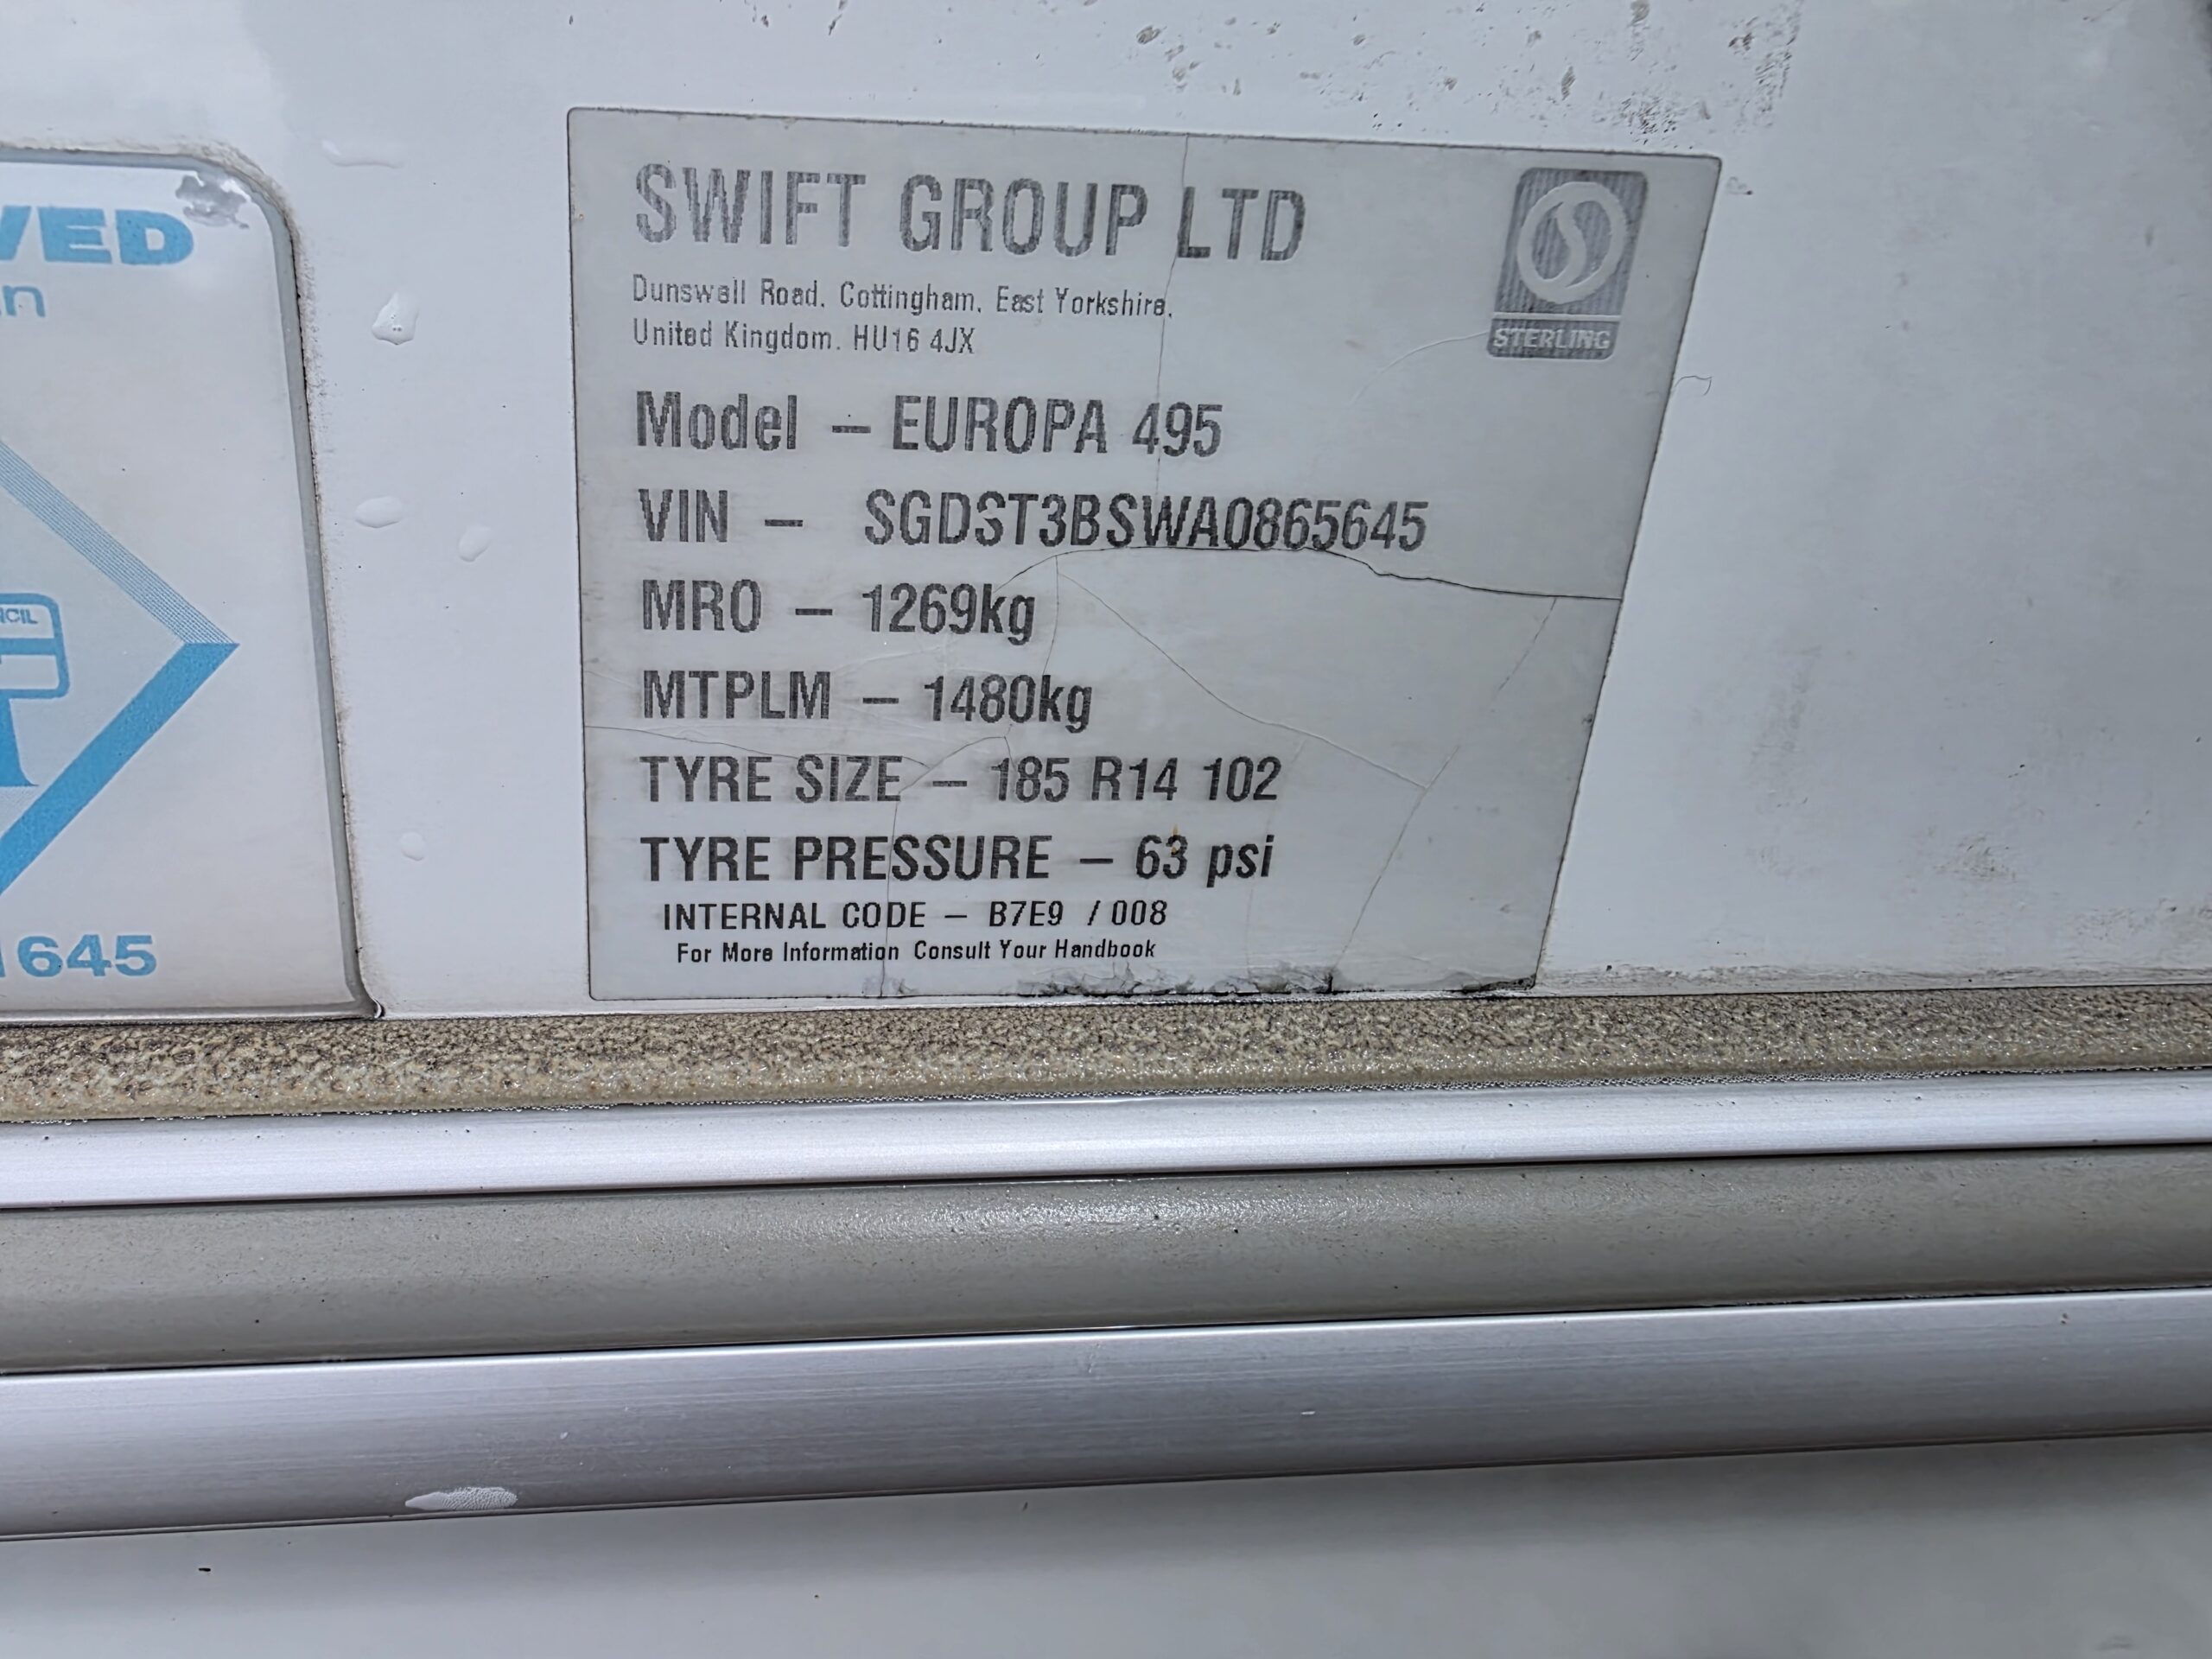 VED
n
CIL
645
SWIFT GROUP LTD
Dunswell Road, Cottingham, East Yorkshire,
United Kingdom. HU16 4JX
STERLING
Model - EUROPA 495
VIN - SGDST3BSWA0865645
MRO - 1269kg
MTPLM - 1480kg
TYRE SIZE - 185 R14 102
TYRE PRESSURE - 63 psi
INTERNAL CODE - B7E9 / 008
For More Information Consult Your Handbook